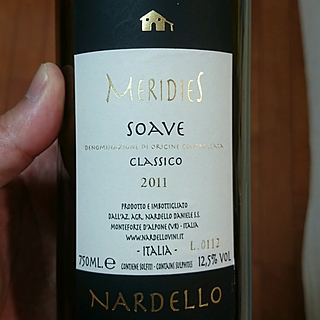 MERIDIES
SOAVE
DENOMINAZIONE DI ORIGINE CONTROLLATA
CLASSICO
2011
PRODOTTO E IMBOTTIGLIATO
DALL'AZ. AGR. NARDELLO DANIELE S.S.
MONTEFORTE D'ALPONE (VR) - ITALIA
WWW.NARDELLOVINI.IT
- ITALIA -
L.0112
750ML e
CONTIENE SOLFITI - CONTAINS SULPHITES
12,5% VOL
NARDELLO